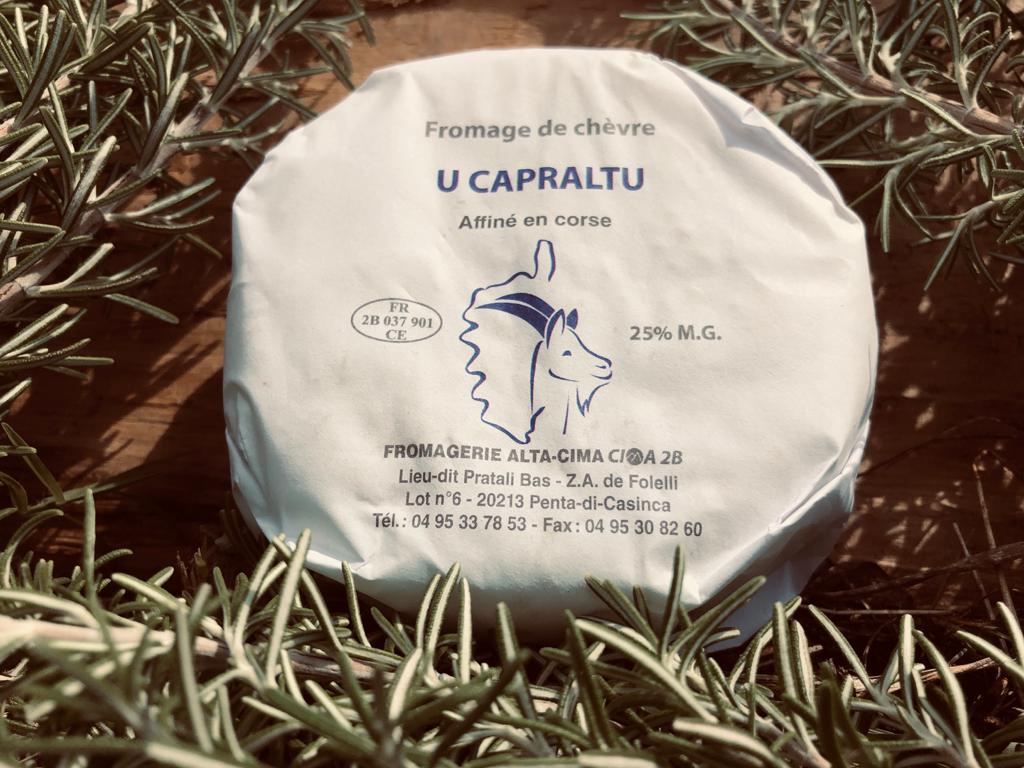 Fromage de chèvre
U CAPRALTU
Affiné en corse
FR
2B 037 901
CE
25% M.G.
FROMAGERIE ALTA-CIMA 2B
Lieu-dit Pratali Bas - Z.A. de Folelli
Lot n°6 - 20213 Penta-di-Casinca
Tél.: 04 95 33 78 53 - Fax: 04 95 30 82 60